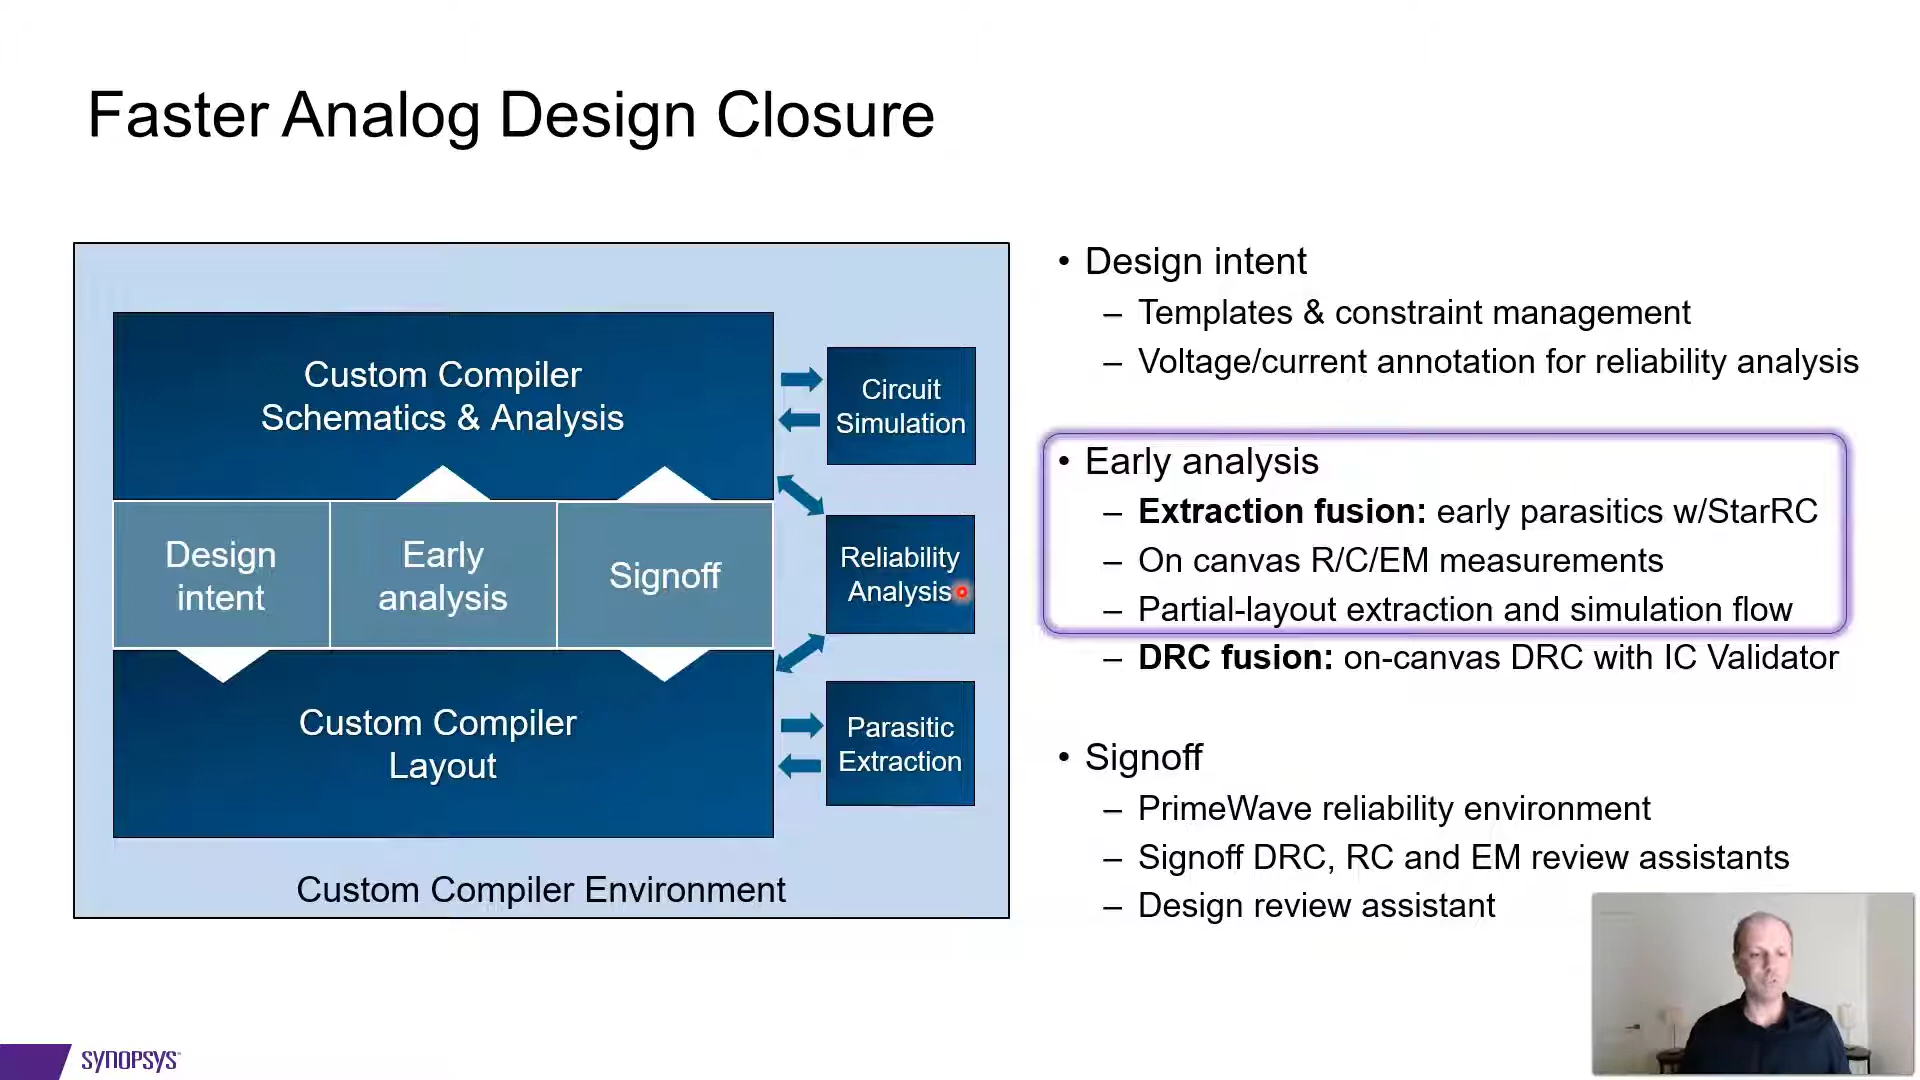 Faster Analog Design Closure
Custom Compiler
Schematics & Analysis
Circuit
Simulation
Design
intent
Early
analysis
Signoff
Reliability
Analysis
Custom Compiler
Layout
Parasitic
Extraction
Custom Compiler Environment
• Design intent
– Templates & constraint management
– Voltage/current annotation for reliability analysis
• Early analysis
– Extraction fusion: early parasitics w/StarRC
– On canvas R/C/EM measurements
– Partial-layout extraction and simulation flow
– DRC fusion: on-canvas DRC with IC Validator
• Signoff
– PrimeWave reliability environment
– Signoff DRC, RC and EM review assistants
– Design review assistant
SYNOPSYS